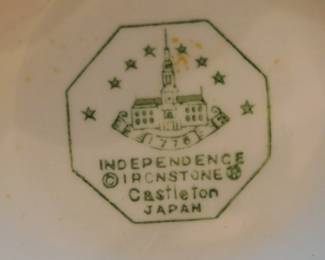 1776
INDEPENDENCE
© IRONSTONE ®
Castleton
JAPAN